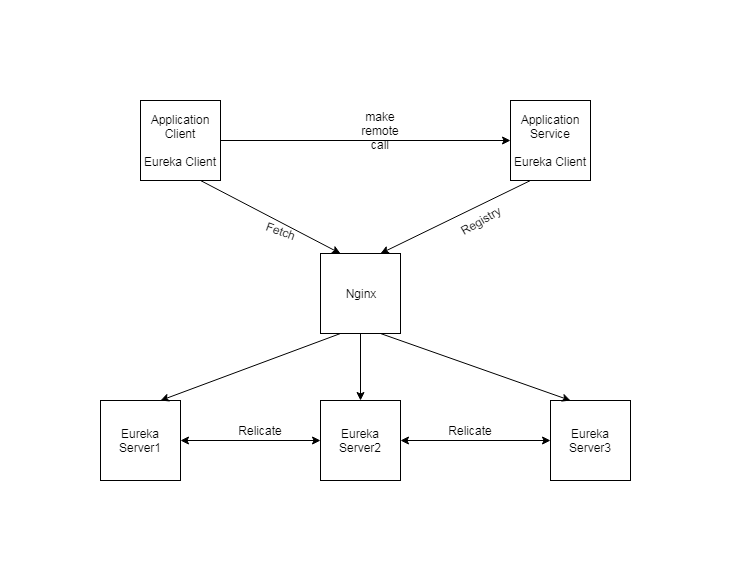 Application
Client
Eureka Client
make
remote
call
Application
Service
Eureka Client
Fetch
Registry
Nginx
Eureka
Server1
Relicate
Eureka
Server2
Relicate
Eureka
Server3